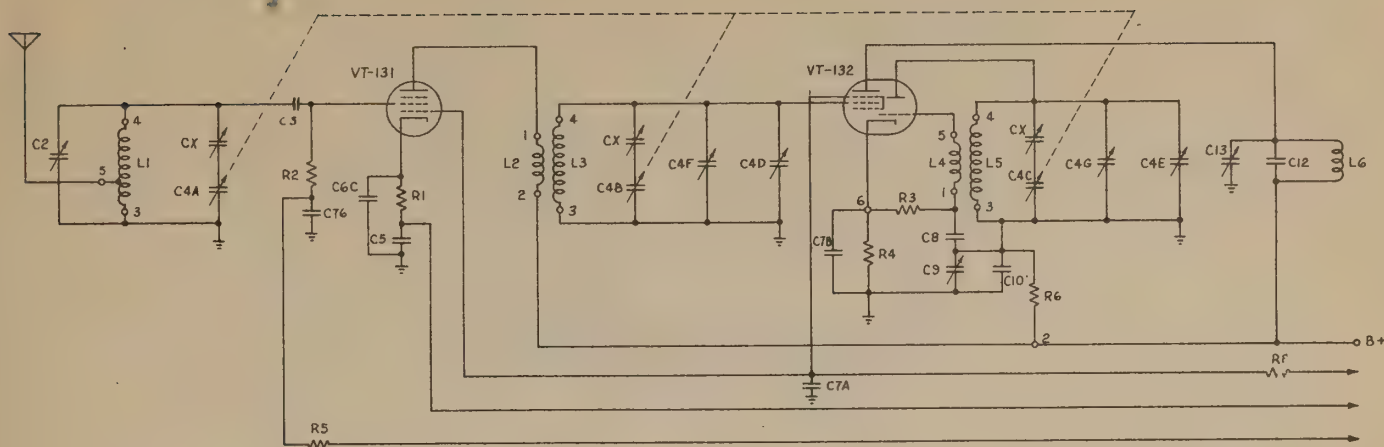 VT-131
VT-132
C2
5
4
L1
3
CX
C4A
C3
R2
C76
C6C
R1
C5
1
L2
2
4
L3
3
CX
C4B
C4F
C4D
6
C7B
R4
R3
5
L4
1
C8
C9
4
L5
3
CX
C4C
C10
R6
2
C4G
C4E
C13
C12
L6
B+
RF
C7A
R5